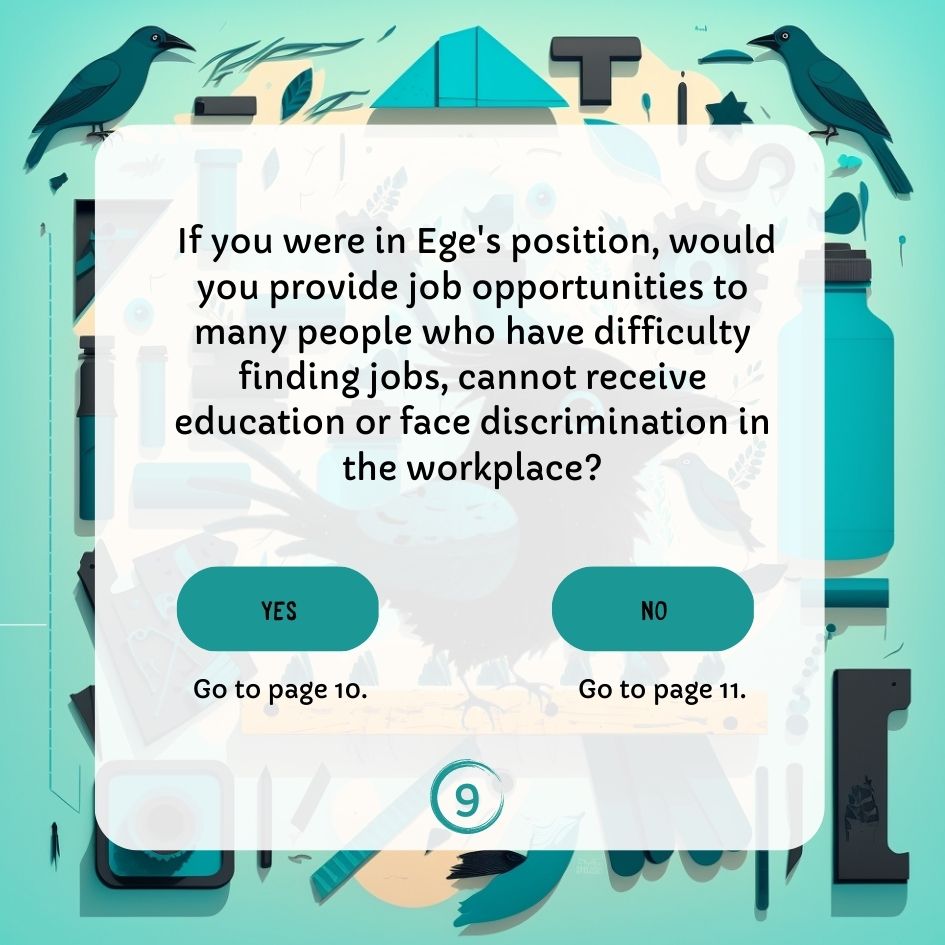 If you were in Ege's position, would
you provide job opportunities to
many people who have difficulty
finding jobs, cannot receive
education or face discrimination in
the workplace?
YES
NO
Go to page 10.
Go to page 11.
9